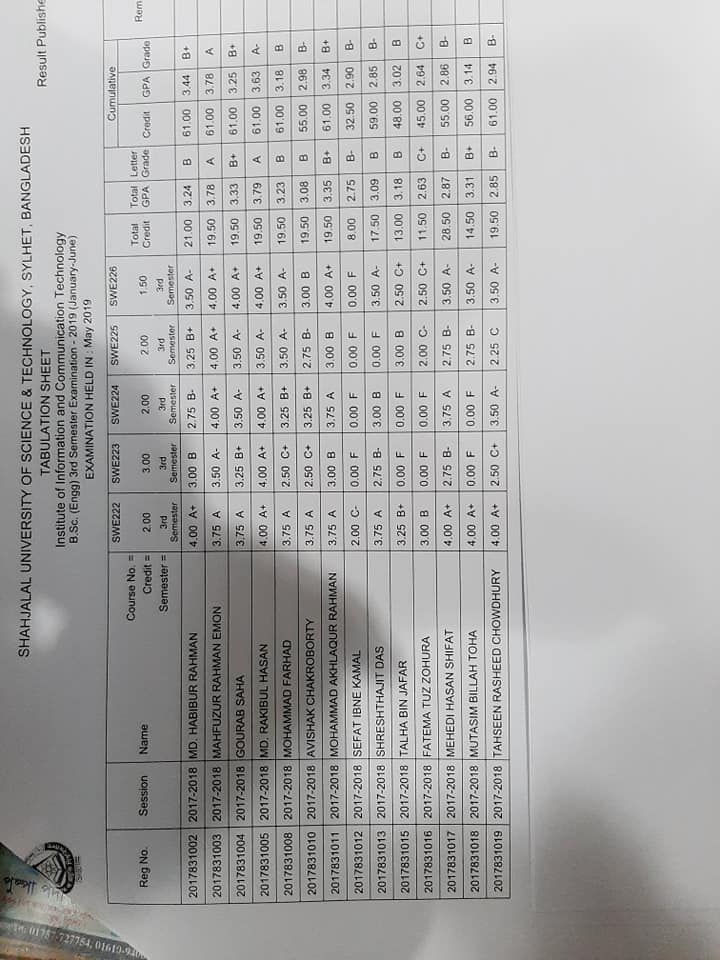 SHAHJALAL UNIVERSITY OF SCIENCE & TECHNOLOGY, SYLHET, BANGLADESH
TABULATION SHEET
Result Publishe
Institute of Information and Communication Technology
B.Sc. (Engg) 3rd Semester Examination - 2019 (January-June)
EXAMINATION HELD IN : May 2019
Reg No. Session Name Course No. = Credit = Semester = SWE222 2.00 3rd Semester SWE223 3.00 3rd Semester SWE224 2.00 3rd Semester SWE225 2.00 3rd Semester SWE226 1.50 3rd Semester Total Credit Total GPA Letter Grade Cumulative Credit GPA Grade Rem
2017831002 2017-2018 MD. HABIBUR RAHMAN 4.00 A+ 3.00 B 2.75 B- 3.25 B+ 3.50 A- 21.00 3.24 B 61.00 3.44 B+
2017831003 2017-2018 MAHFUZUR RAHMAN EMON 3.75 A 3.50 A- 4.00 A+ 4.00 A+ 4.00 A+ 19.50 3.78 A 61.00 3.78 A
2017831004 2017-2018 GOURAB SAHA 3.75 A 3.25 B+ 3.50 A- 3.50 A- 4.00 A+ 19.50 3.33 B+ 61.00 3.25 B+
2017831005 2017-2018 MD. RAKIBUL HASAN 4.00 A+ 4.00 A+ 4.00 A+ 3.50 A- 4.00 A+ 19.50 3.79 A 61.00 3.63 A-
2017831008 2017-2018 MOHAMMAD FARHAD 3.75 A 2.50 C+ 3.25 B+ 3.50 A- 3.50 A- 19.50 3.23 B 61.00 3.18 B
2017831010 2017-2018 AVISHAK CHAKROBORTY 3.75 A 2.50 C+ 3.25 B+ 2.75 B- 3.00 B 19.50 3.08 B 55.00 2.98 B-
2017831011 2017-2018 MOHAMMAD AKHLAQUR RAHMAN 3.75 A 3.00 B 3.75 A 3.00 B 4.00 A+ 19.50 3.35 B+ 61.00 3.34 B+
2017831012 2017-2018 SEFAT IBNE KAMAL 2.00 C- 0.00 F 0.00 F 0.00 F 0.00 F 8.00 2.75 B- 32.50 2.90 B-
2017831013 2017-2018 SHRESHTHAJIT DAS 3.75 A 2.75 B- 3.00 B 0.00 F 3.50 A- 17.50 3.09 B 59.00 2.85 B-
2017831015 2017-2018 TALHA BIN JAFAR 3.25 B+ 0.00 F 0.00 F 3.00 B 2.50 C+ 13.00 3.18 B 48.00 3.02 B
2017831016 2017-2018 FATEMA TUZ ZOHURA 3.00 B 0.00 F 0.00 F 2.00 C- 2.50 C+ 11.50 2.63 C+ 45.00 2.64 C+
2017831017 2017-2018 MEHEDI HASAN SHIFAT 4.00 A+ 2.75 B- 3.75 A 2.75 B- 3.50 A- 28.50 2.87 B- 55.00 2.86 B-
2017831018 2017-2018 MUTASIM BILLAH TOHA 4.00 A+ 0.00 F 0.00 F 2.75 B- 3.50 A- 14.50 3.31 B+ 56.00 3.14 B
2017831019 2017-2018 TAHSEEN RASHEED CHOWDHURY 4.00 A+ 2.50 C+ 3.50 A- 2.25 C 3.50 A- 19.50 2.85 B- 61.00 2.94 B-